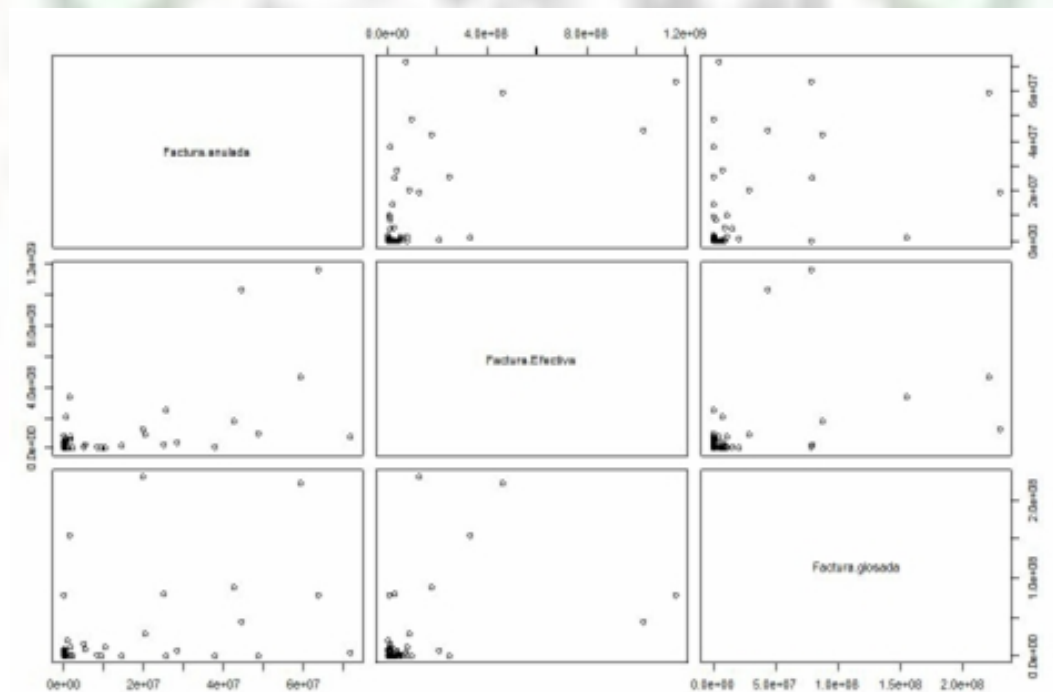 0.0e+00 4.0e+08 8.0e+08 1.2e+09
Factura.anulada
0e+00 2e+07 4e+07 6e+07
0.0e+00 4.0e+08 8.0e+08 1.2e+09
Factura.Efectiva
Factura.glosada
0.0e+00 1.0e+08 2.0e+08
0e+00 2e+07 4e+07 6e+07
0.0e+00 5.0e+07 1.0e+08 1.5e+08 2.0e+08